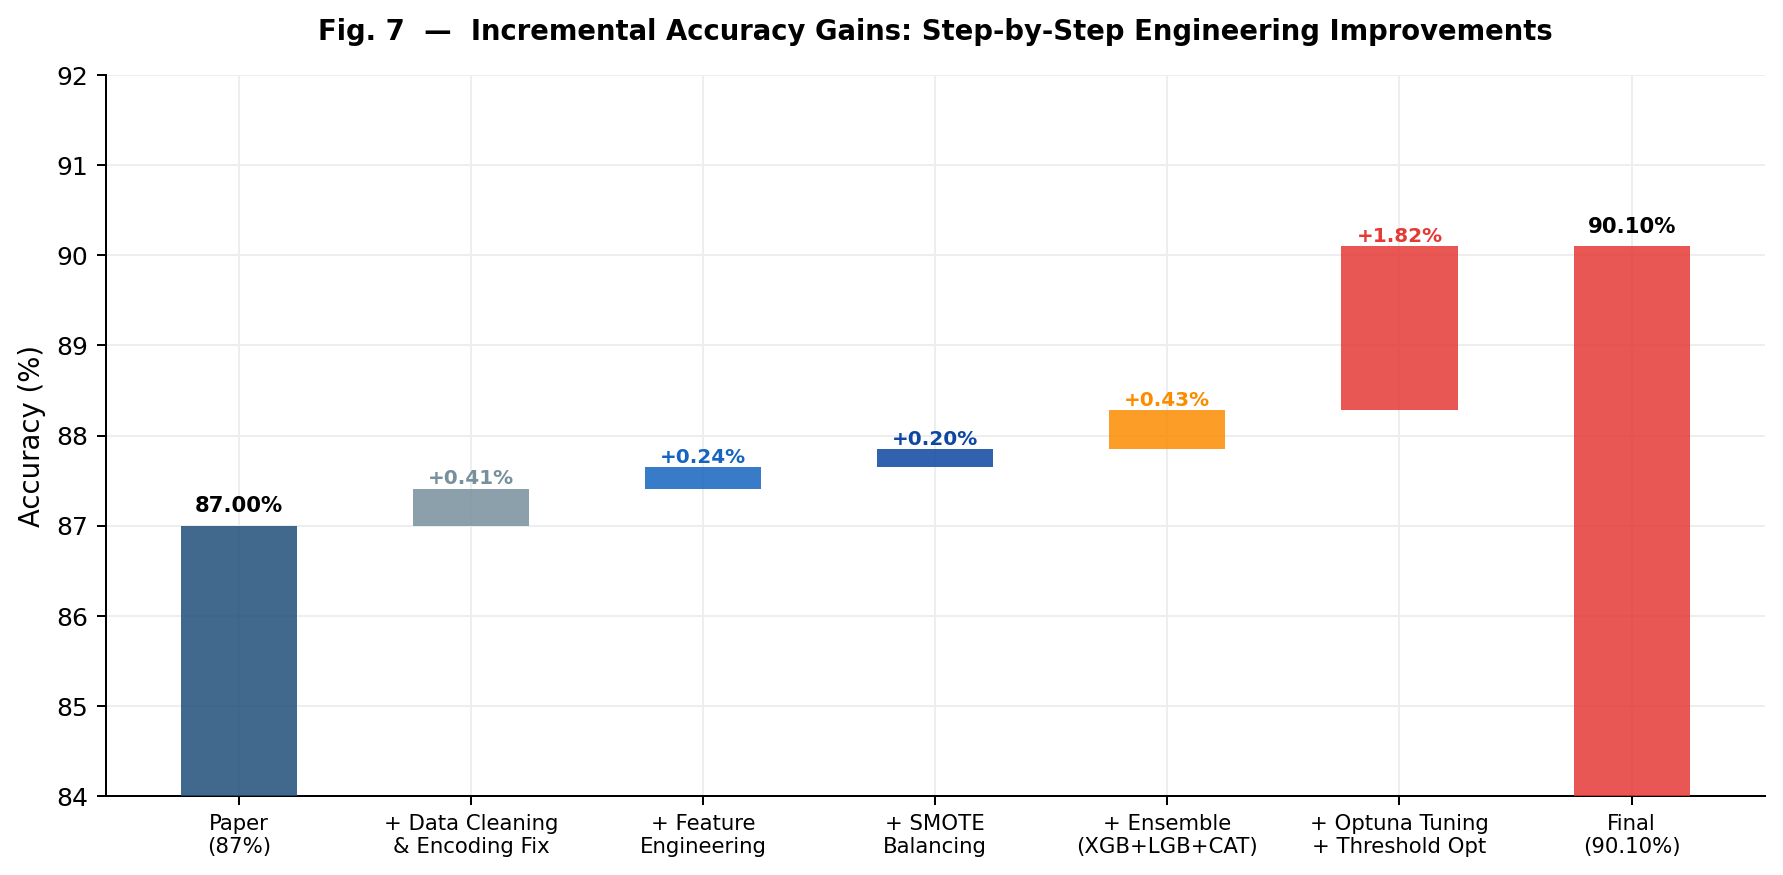 Fig. 7 — Incremental Accuracy Gains: Step-by-Step Engineering Improvements
Accuracy (%)
92
91
90
89
88
87
86
85
84
87.00%
+0.41%
+0.24%
+0.20%
+0.43%
+1.82%
90.10%
Paper
(87%)
+ Data Cleaning
& Encoding Fix
+ Feature
Engineering
+ SMOTE
Balancing
+ Ensemble
(XGB+LGB+CAT)
+ Optuna Tuning
+ Threshold Opt
Final
(90.10%)